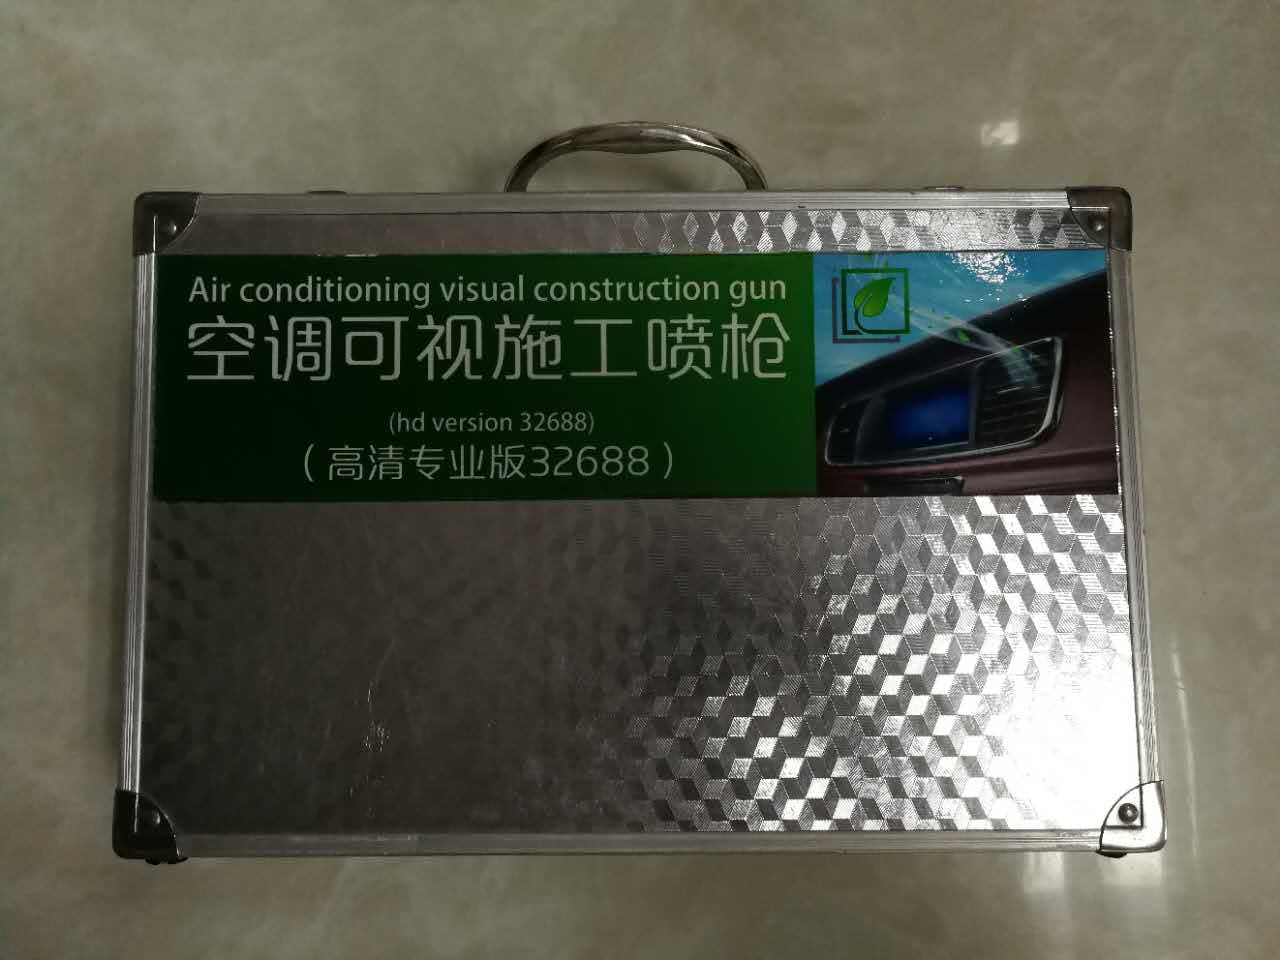 Air conditioning visual construction gun
空调可视施工喷枪
(hd version 32688)
（高清专业版32688）